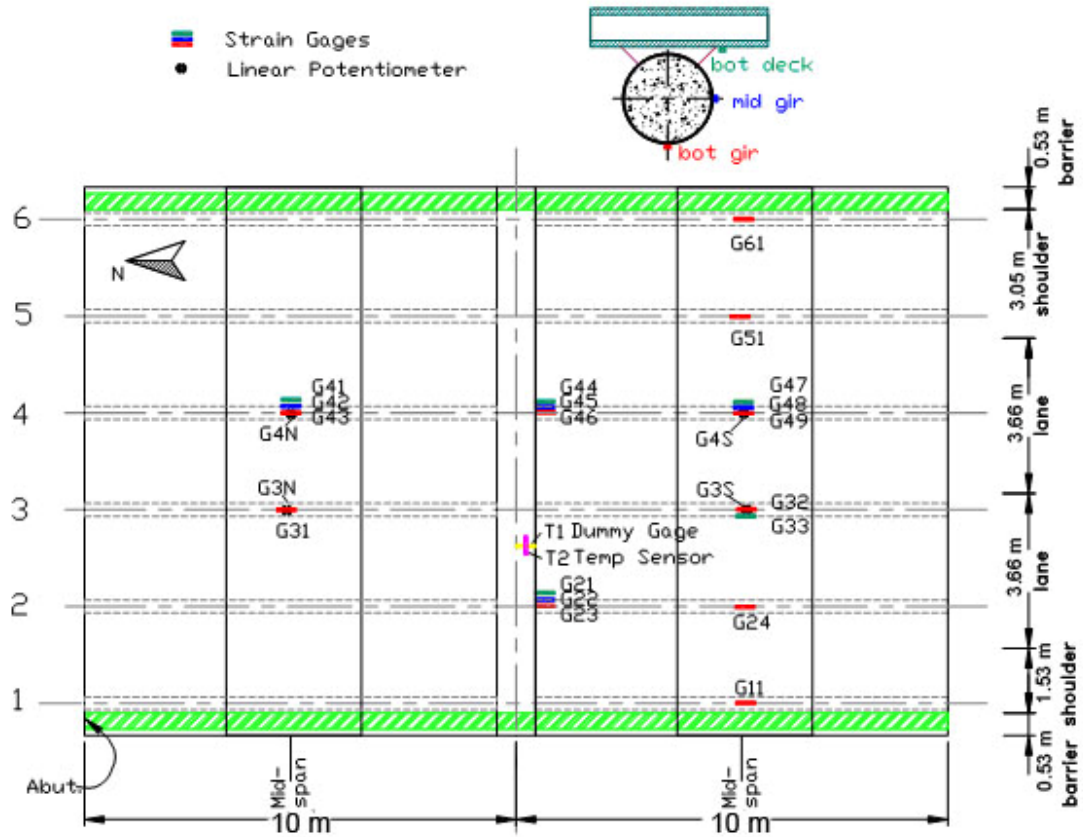 Strain Gages
Linear Potentiometer
bot deck
mid gir
bot gir
0.53 m
barrier
6
G61
N
3.05 m
shoulder
5
G51
G41
G42
G43
G44
G45
G46
G47
G48
G49
4
G4N
G4S
3.66 m
lane
G3N
G3S
G32
G33
3
G31
T1 Dummy Gage
T2 Temp Sensor
3.66 m
lane
G21
G22
G23
2
G24
1.53 m
shoulder
G11
1
0.53 m
barrier
Abut.
Mid-
span
Mid-
span
10 m
10 m